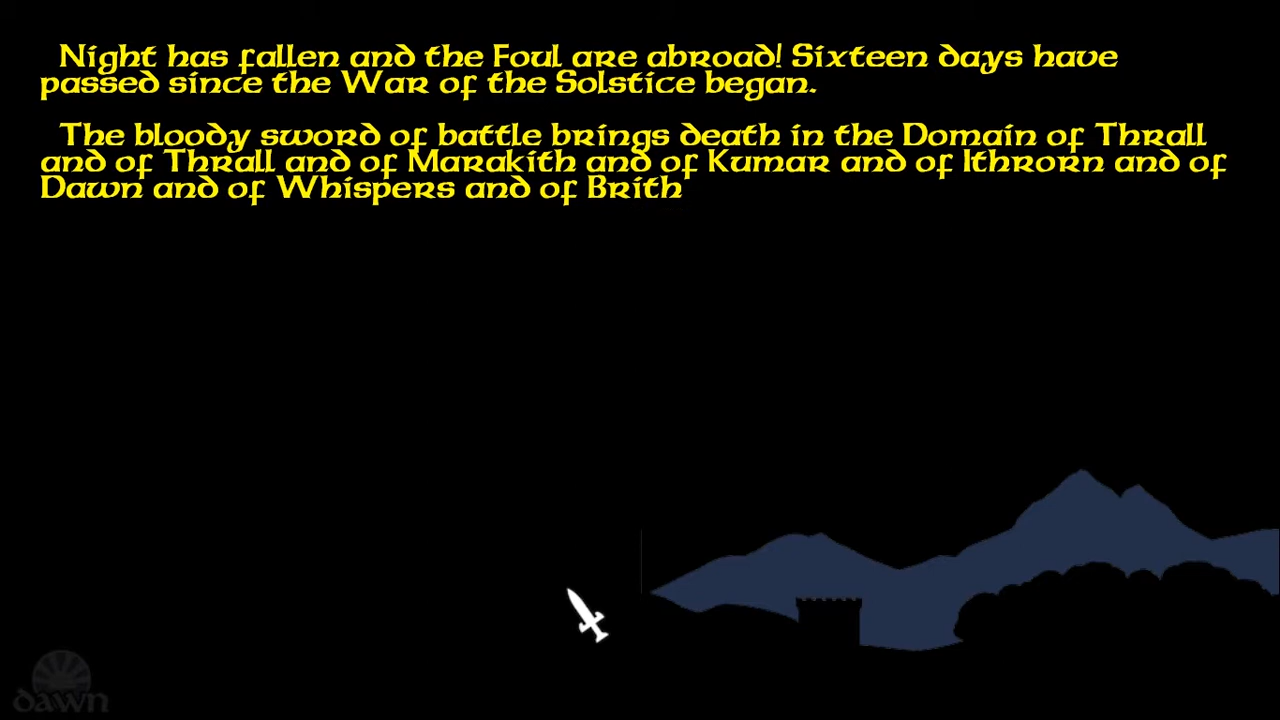 Night has fallen and the Foul are abroad! Sixteen days have
passed since the War of the Solstice began.
The bloody sword of battle brings death in the Domain of Thrall
and of Thrall and of Marakith and of Kumar and of Ithrorn and of
Dawn and of Whispers and of Brith
dawn